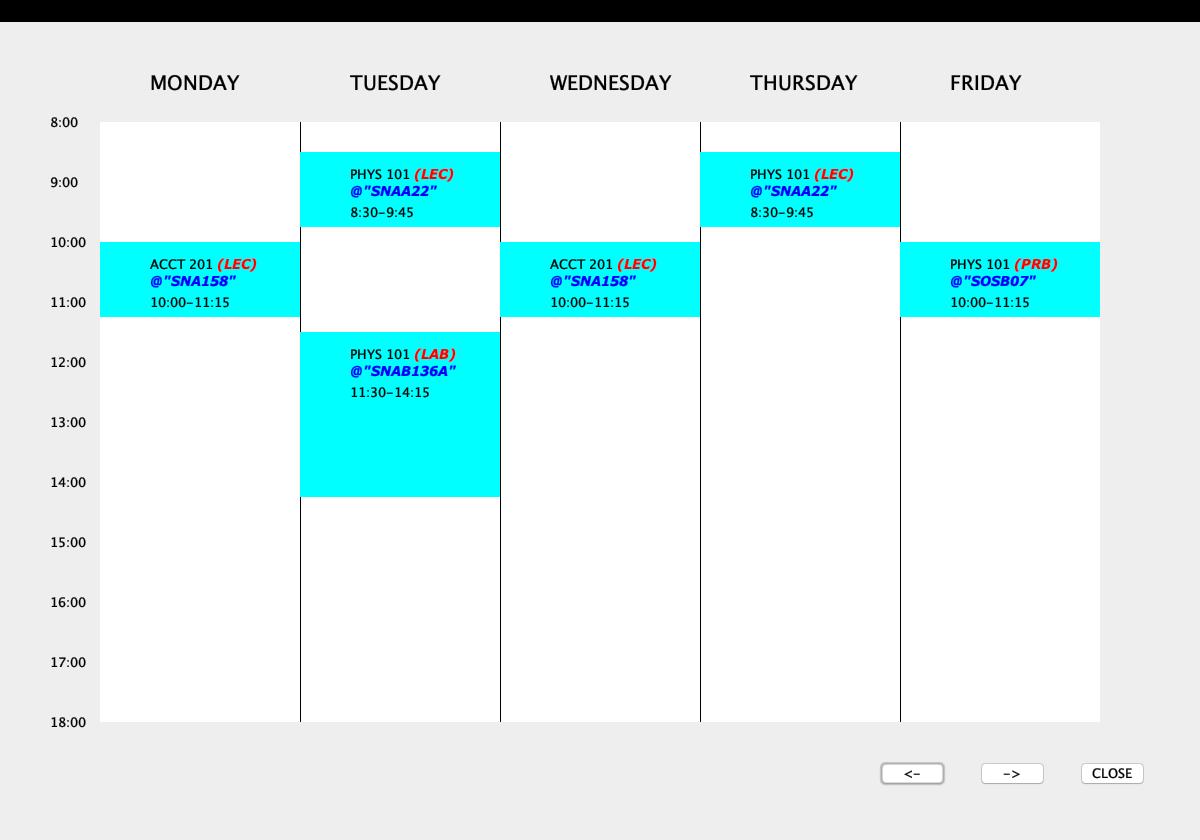 MONDAY TUESDAY WEDNESDAY THURSDAY FRIDAY
8:00
PHYS 101 (LEC)
@"SNAA22"
8:30-9:45
PHYS 101 (LEC)
@"SNAA22"
8:30-9:45
9:00
10:00
ACCT 201 (LEC)
@"SNA158"
10:00-11:15
ACCT 201 (LEC)
@"SNA158"
10:00-11:15
PHYS 101 (PRB)
@"SOSB07"
10:00-11:15
11:00
PHYS 101 (LAB)
@"SNAB136A"
11:30-14:15
12:00
13:00
14:00
15:00
16:00
17:00
18:00
<- -> CLOSE